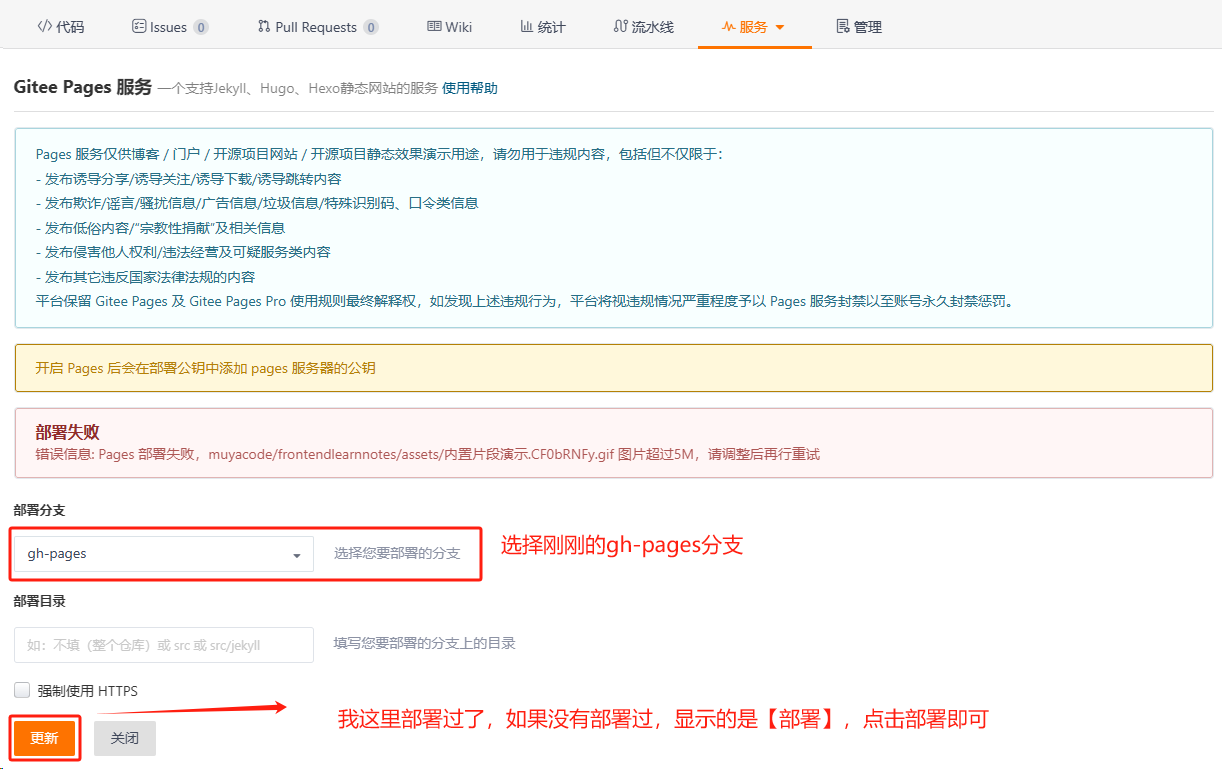 代码 Issues 0 Pull Requests 0 Wiki 统计 流水线 服务 管理
Gitee Pages 服务 一个支持Jekyll、Hugo、Hexo静态网站的服务 使用帮助
Pages 服务仅供博客 / 门户 / 开源项目网站 / 开源项目静态效果演示用途，请勿用于违规内容，包括但不仅限于：
- 发布诱导分享/诱导关注/诱导下载/诱导跳转内容
- 发布欺诈/谣言/骚扰信息/广告信息/垃圾信息/特殊识别码、口令类信息
- 发布低俗内容/“宗教性捐献”及相关信息
- 发布侵害他人权利/违法经营及可疑服务类内容
- 发布其它违反国家法律法规的内容
平台保留 Gitee Pages 及 Gitee Pages Pro 使用规则最终解释权，如发现上述违规行为，平台将视违规情况严重程度予以 Pages 服务封禁以至账号永久封禁惩罚。
开启 Pages 后会在部署公钥中添加 pages 服务器的公钥
部署失败
错误信息: Pages 部署失败，muyacode/frontendlearnnotes/assets/内置片段演示.CF0bRNFy.gif 图片超过5M，请调整后再行重试
部署分支
gh-pages 选择您要部署的分支 选择刚刚的gh-pages分支
部署目录
如：不填（整个仓库）或 src 或 src/jekyll 填写您要部署的分支上的目录
强制使用 HTTPS
我这里部署过了，如果没有部署过，显示的是【部署】，点击部署即可
更新 关闭